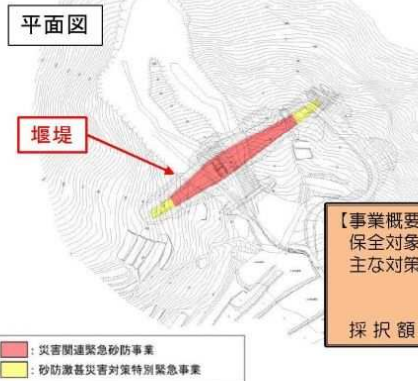 平面図
堰堤
【事業概要
保全対象
主な対策
採択額
：災害関連緊急砂防事業
：砂防激甚災害対策特別緊急事業